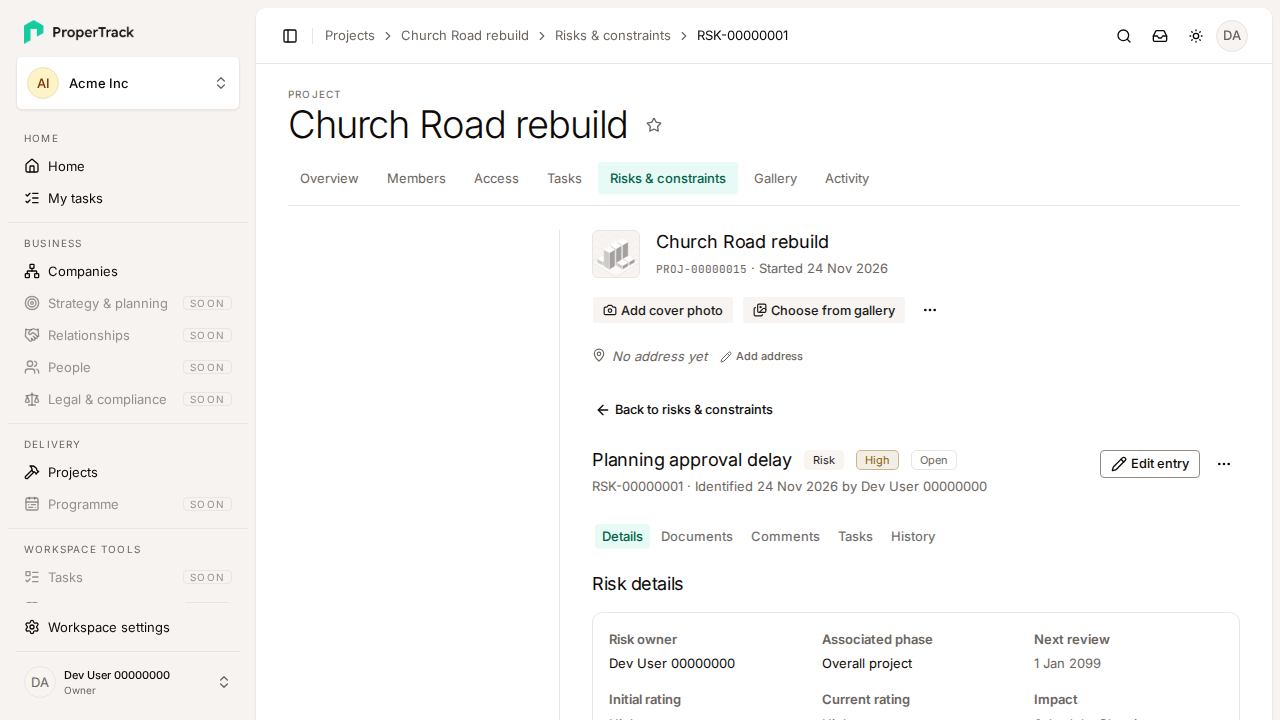 ProperTrack
AI
Acme Inc
HOME
Home
My tasks
BUSINESS
Companies
Strategy & planning SOON
Relationships SOON
People SOON
Legal & compliance SOON
DELIVERY
Projects
Programme SOON
WORKSPACE TOOLS
Tasks SOON
Workspace settings
DA
Dev User 00000000
Owner
Projects > Church Road rebuild > Risks & constraints > RSK-00000001
DA
PROJECT
Church Road rebuild
Overview Members Access Tasks Risks & constraints Gallery Activity
Church Road rebuild
PROJ-00000015 · Started 24 Nov 2026
Add cover photo Choose from gallery
No address yet Add address
Back to risks & constraints
Planning approval delay Risk High Open
Edit entry
RSK-00000001 · Identified 24 Nov 2026 by Dev User 00000000
Details Documents Comments Tasks History
Risk details
Risk owner Associated phase Next review
Dev User 00000000 Overall project 1 Jan 2099
Initial rating Current rating Impact